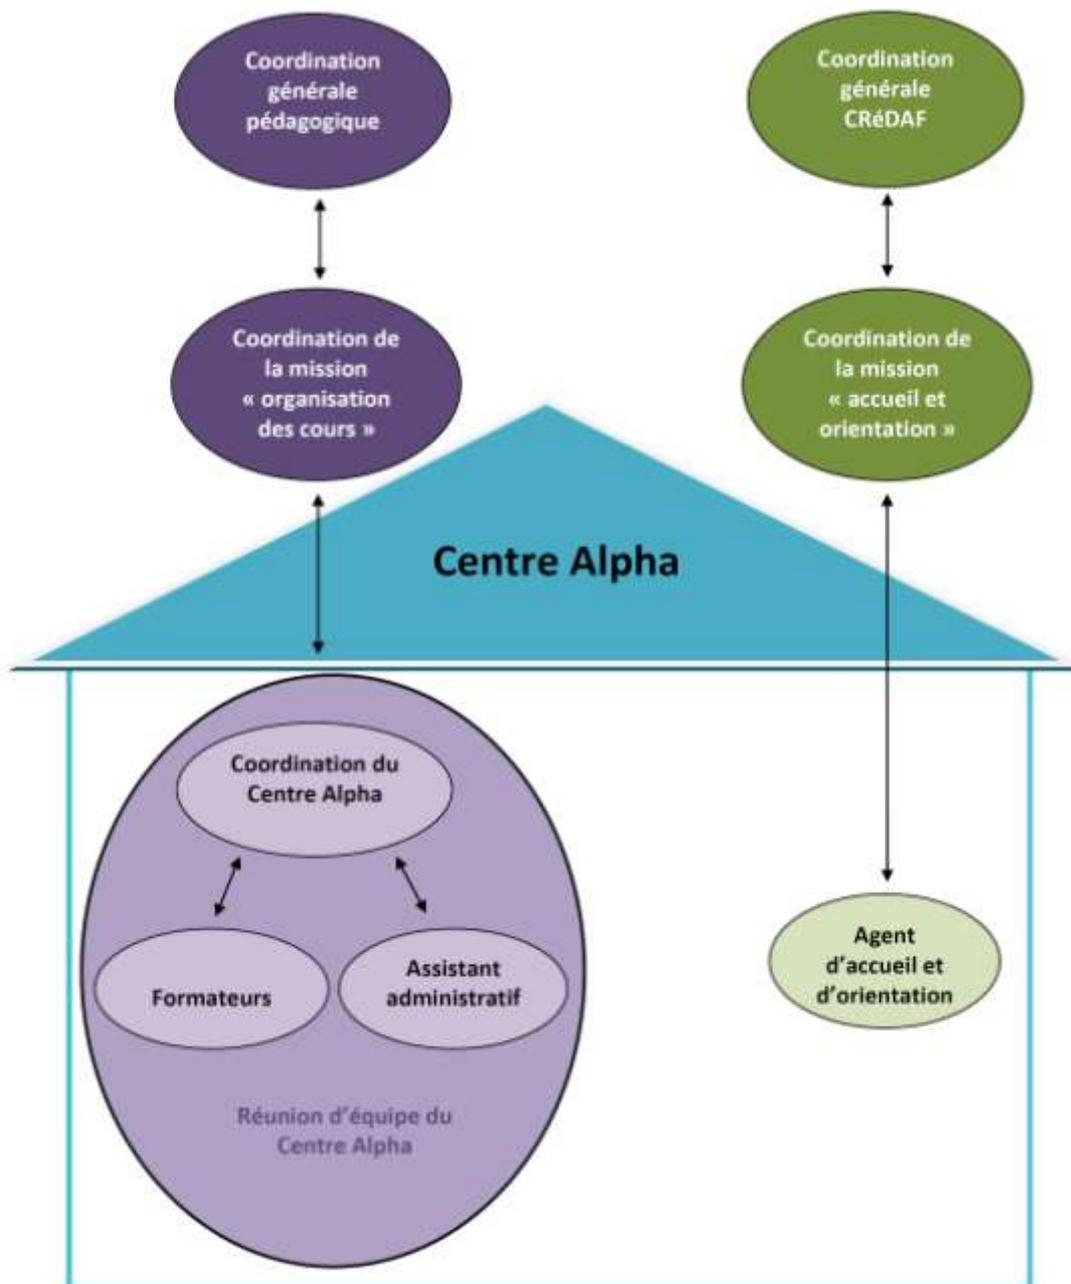 Coordination
générale
pédagogique
Coordination
générale
CRéDAF
Coordination de
la mission
« organisation
des cours »
Coordination de
la mission
« accueil et
orientation »
Centre Alpha
Coordination du
Centre Alpha
Formateurs
Assistant
administratif
Agent
d'accueil et
d'orientation
Réunion d'équipe du
Centre Alpha